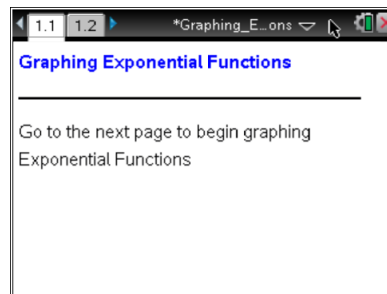 1.1 1.2 *Graphing_E…ons
Graphing Exponential Functions
Go to the next page to begin graphing
Exponential Functions